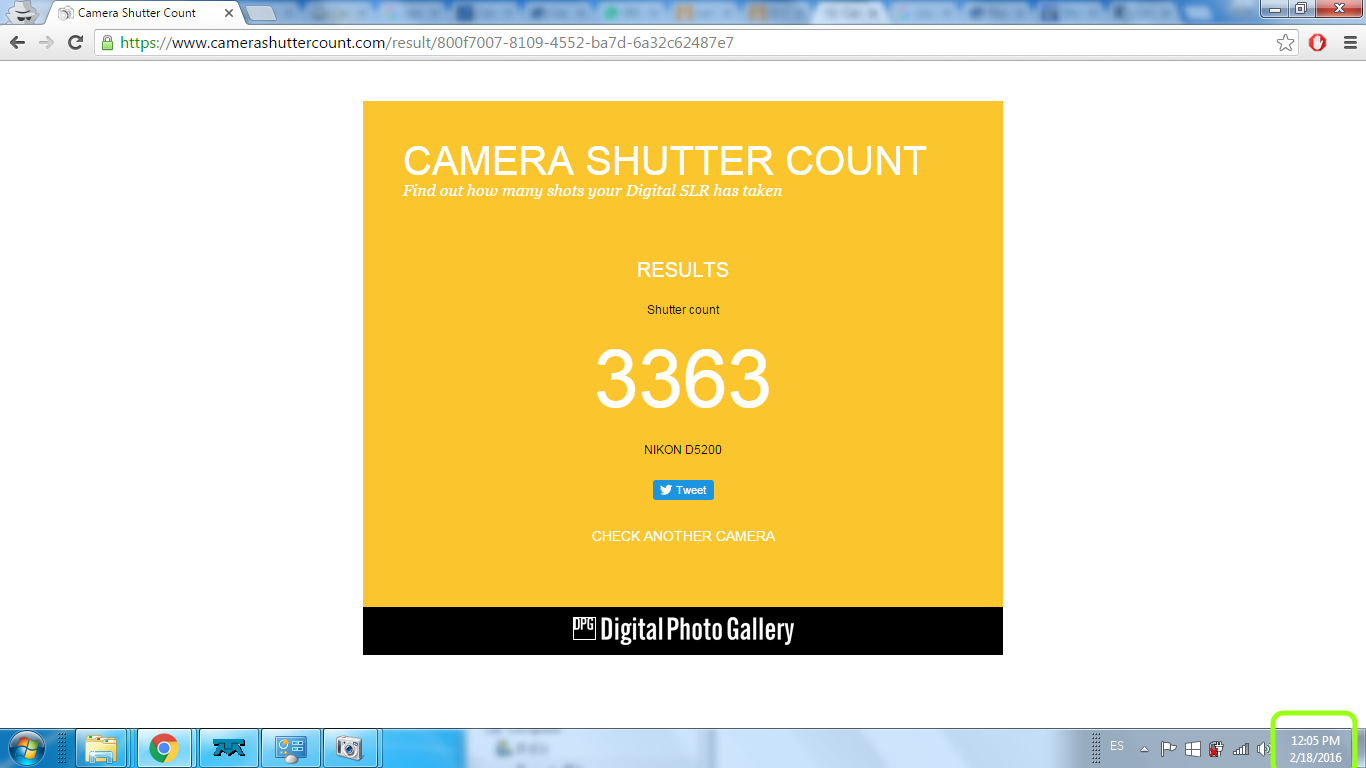 Camera Shutter Count
https://www.camerashuttercount.com/result/800f7007-8109-4552-ba7d-6a32c62487e7
CAMERA SHUTTER COUNT
Find out how many shots your Digital SLR has taken
RESULTS
Shutter count
3363
NIKON D5200
Tweet
CHECK ANOTHER CAMERA
DPG Digital Photo Gallery
ES
12:05 PM
2/18/2016